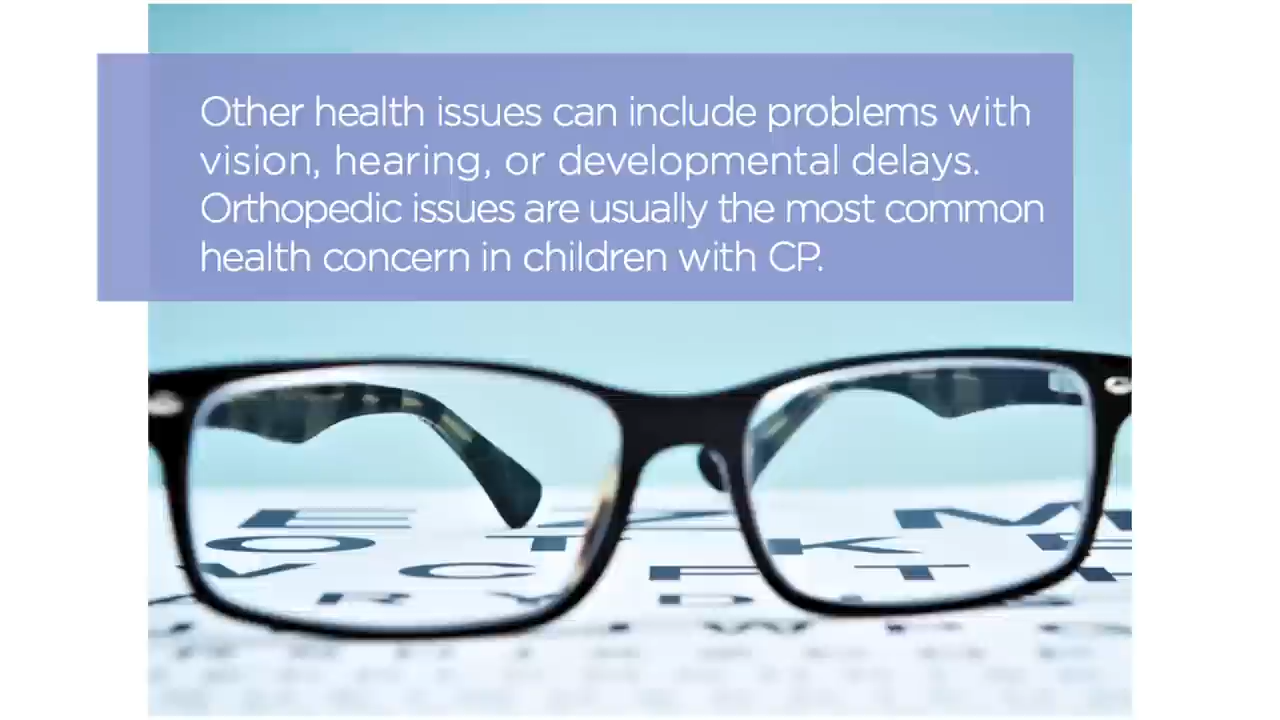 Other health issues can include problems with
vision, hearing, or developmental delays.
Orthopedic issues are usually the most common
health concern in children with CP.
E Z M
O T K
V C P T
R Y D